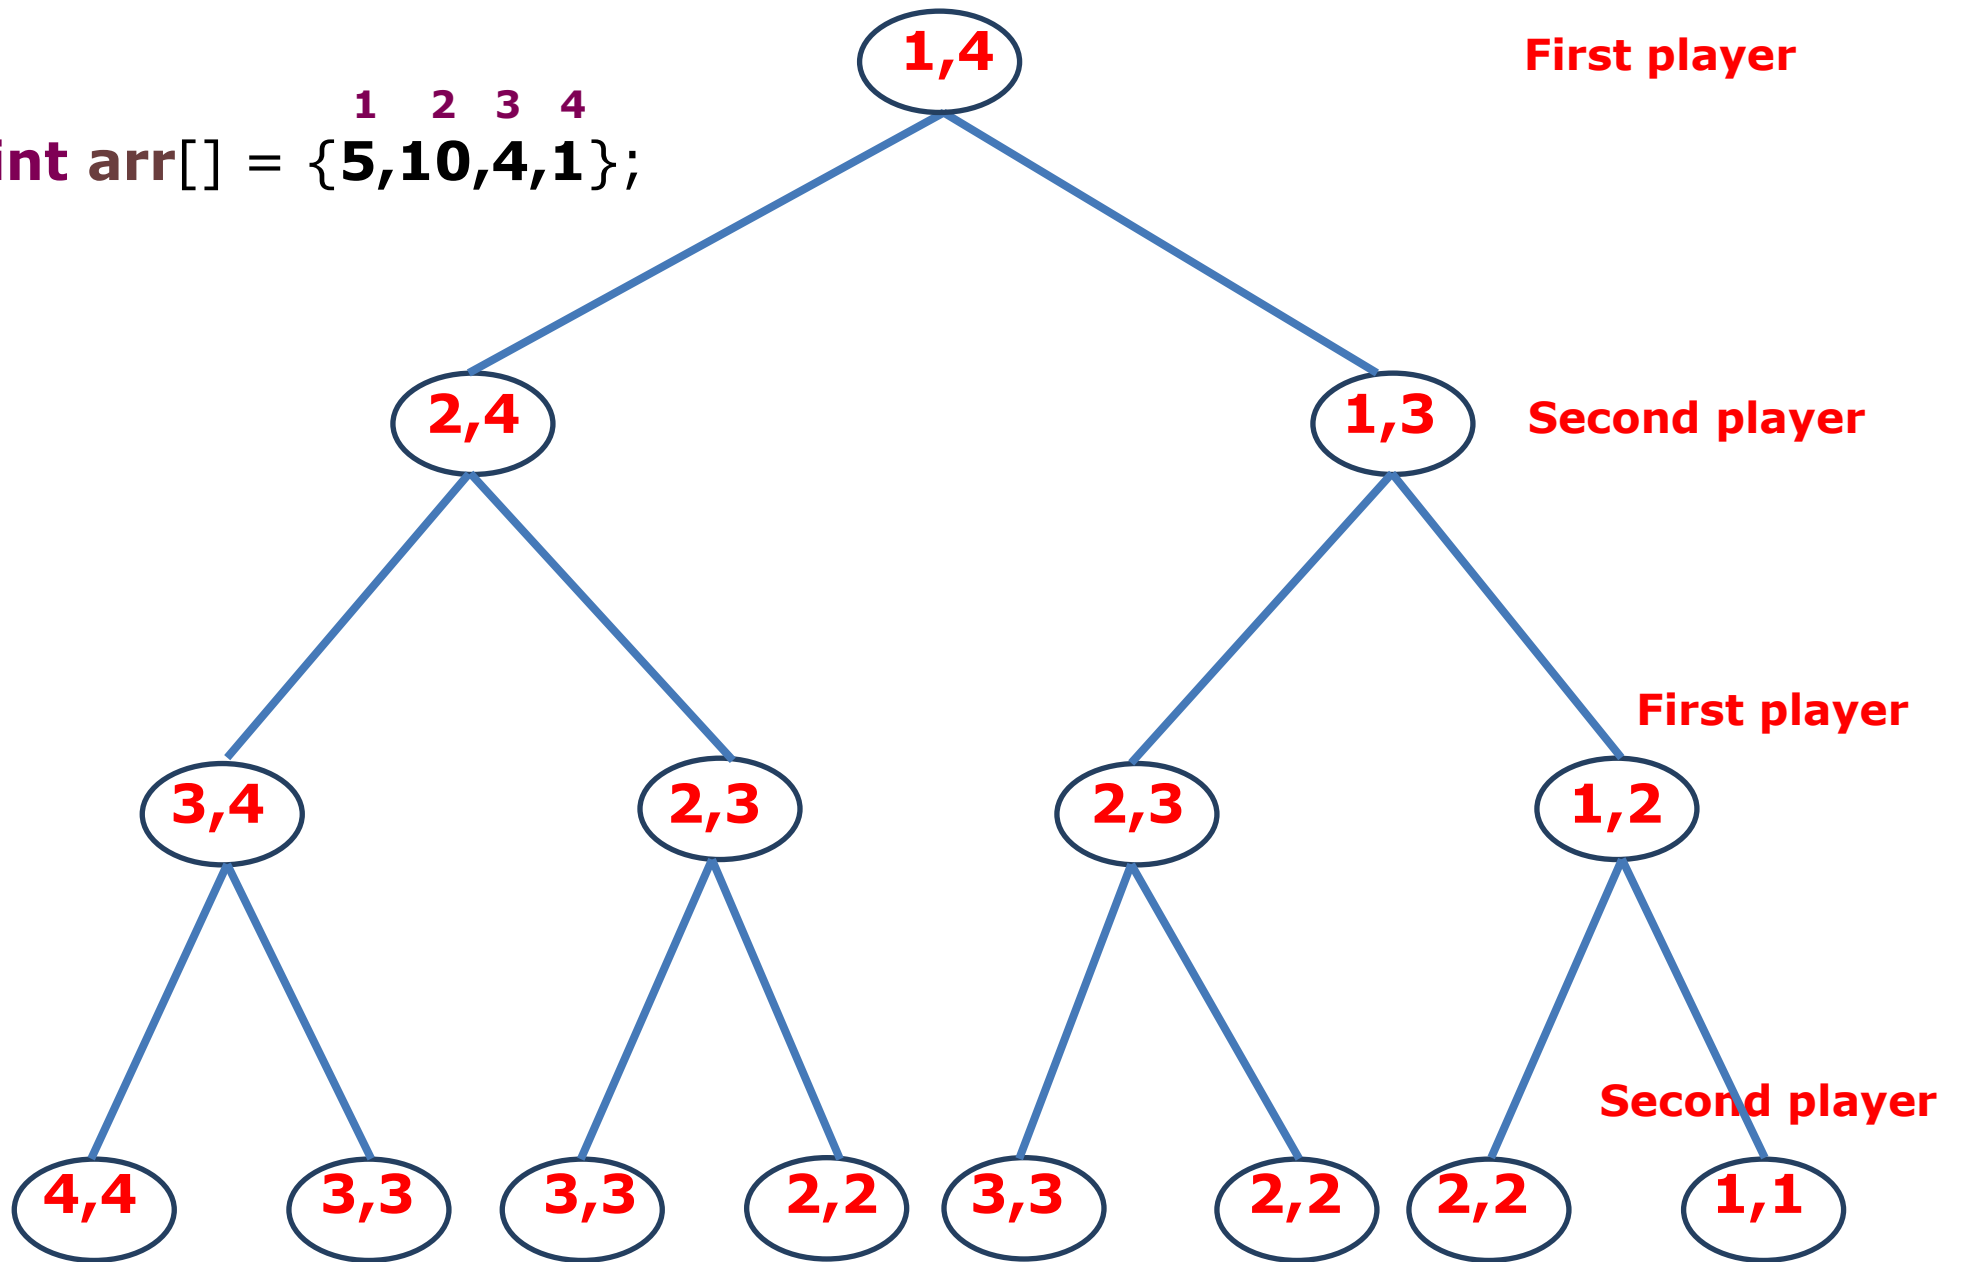 1,4 First player
1 2 3 4
int arr[] = {5,10,4,1};
2,4 1,3 Second player
First player
3,4 2,3 2,3 1,2
Second player
4,4 3,3 3,3 2,2 3,3 2,2 2,2 1,1